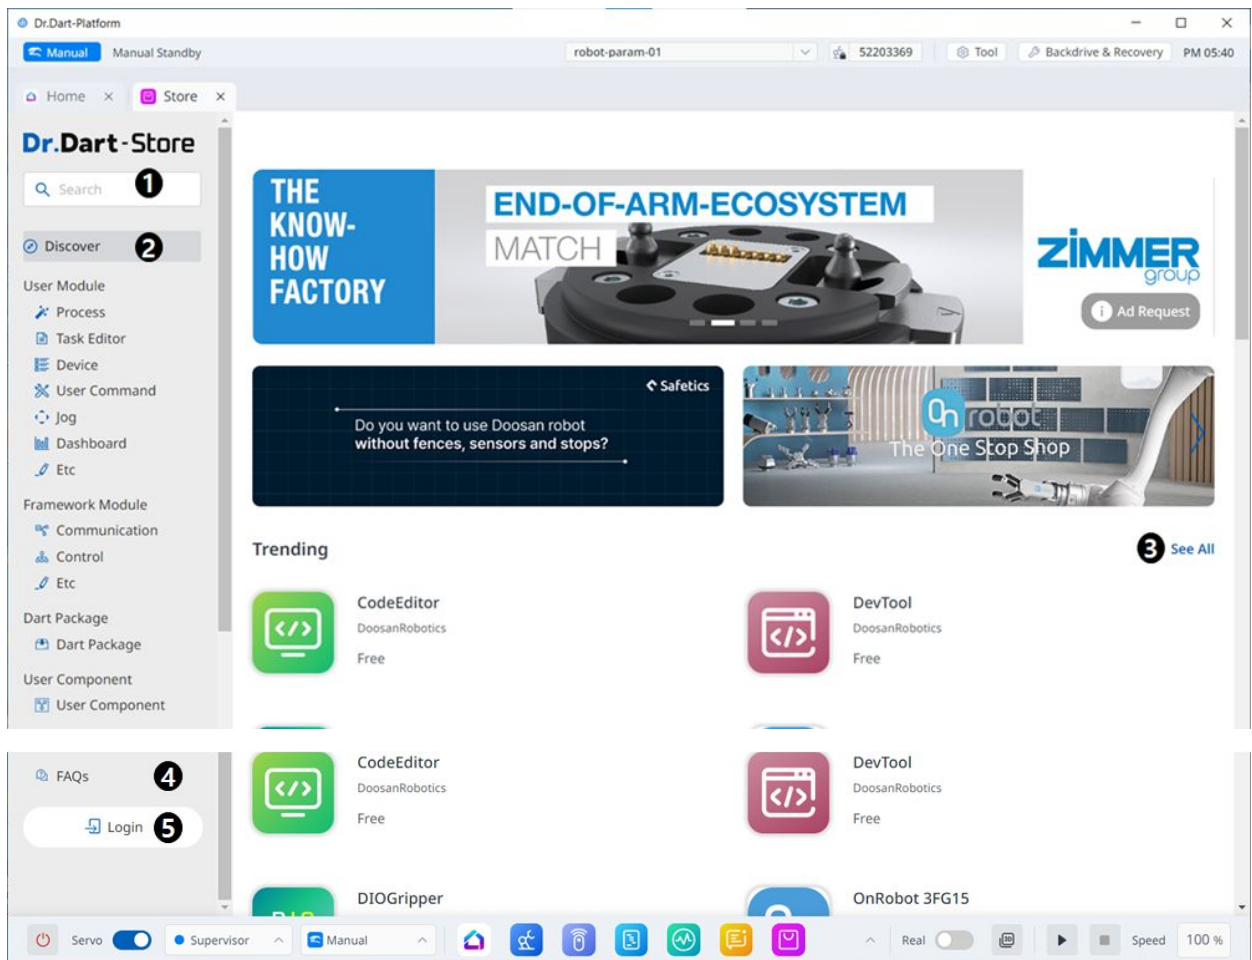 Dr.Dart-Platform
Manual
Manual Standby
robot-param-01
52203369
Tool
Backdrive & Recovery
PM 05:40
Home
Store
Dr.Dart-Store
Search
1
Discover
2
User Module
Process
Task Editor
Device
User Command
Jog
Dashboard
Etc
Framework Module
Communication
Control
Etc
Dart Package
Dart Package
User Component
User Component
THE
KNOW-
HOW
FACTORY
END-OF-ARM-ECOSYSTEM
MATCH
ZIMMER
group
Ad Request
Safetics
Do you want to use Doosan robot
without fences, sensors and stops?
On robot
The One Stop Shop
Trending
3
See All
CodeEditor
DoosanRobotics
Free
DevTool
DoosanRobotics
Free
FAQs
4
Login
5
CodeEditor
DoosanRobotics
Free
DevTool
DoosanRobotics
Free
DIOGripper
OnRobot 3FG15
Servo
Supervisor
Manual
Real
3D
Speed
100 %